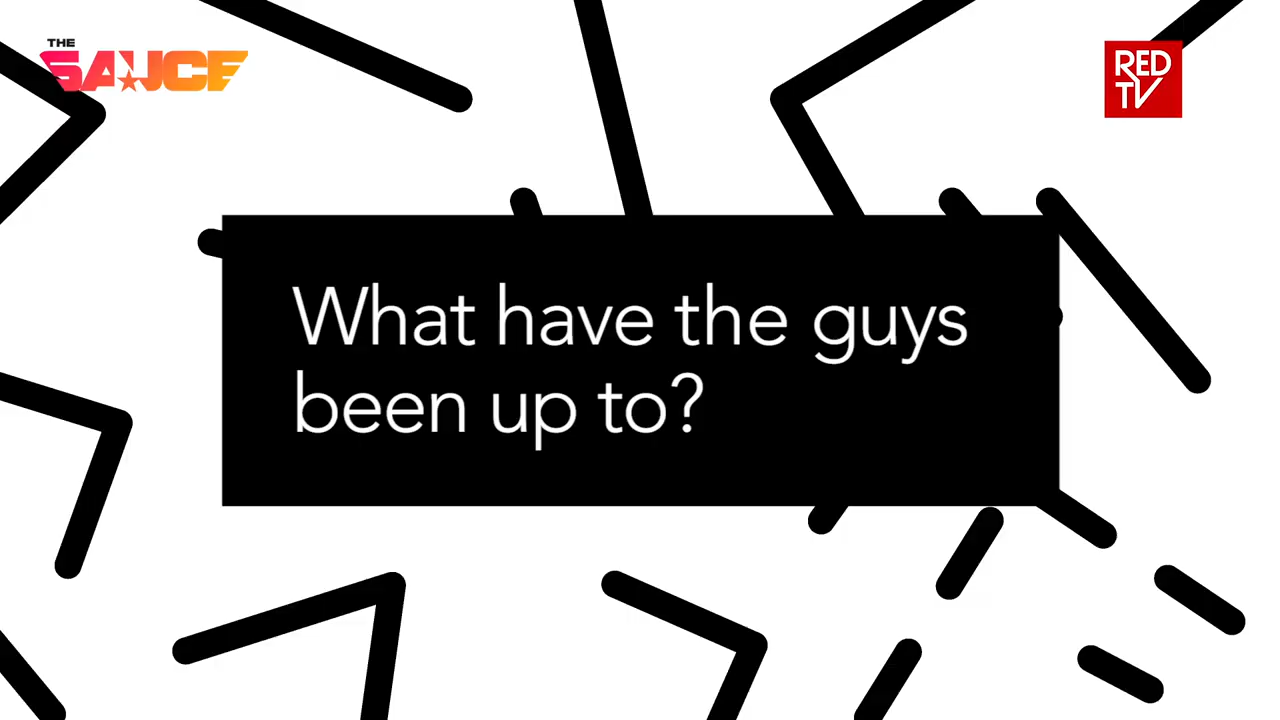 THE
SAUCE
RED
TV
What have the guys
been up to?